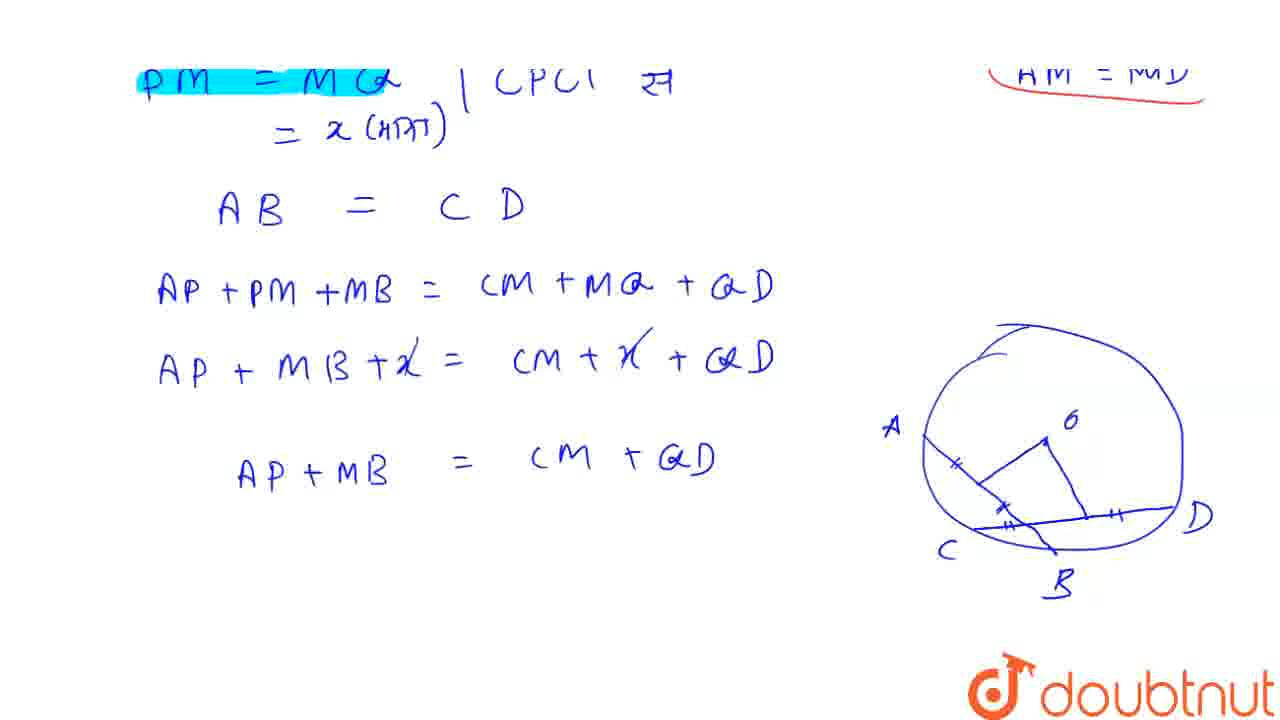 PM = MQ | CPCT से
= x (माना)
AM = MD
AB = CD
AP + PM + MB = CM + MQ + QD
AP + MB + x = CM + x + QD
AP + MB = CM + QD
A
O
C
D
B
doubtnut